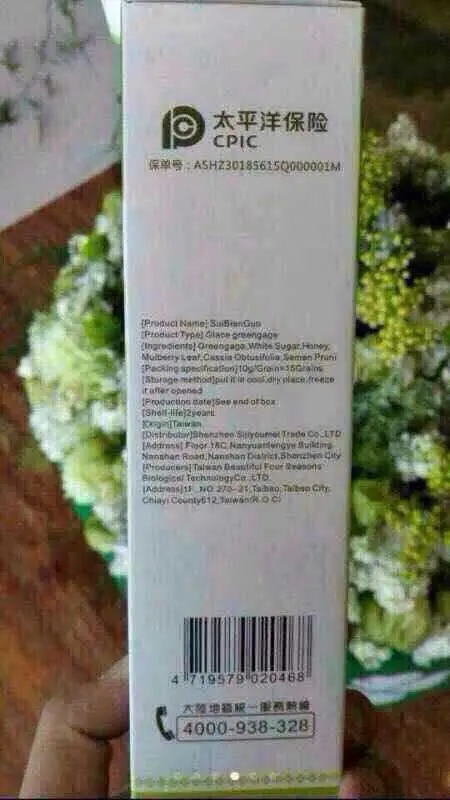 太平洋保险
CPIC
保单号：ASHZ30185615Q000001M
[Product Name] SuiBianGuo
[Product Type] Glace greengage
[Ingredients] Greengage,White Sugar,Honey,
Mulberry Leaf,Cassia Obtusifolia,Semen Pruni
[Packing specification]10g/Grain×15Grains
[Storage method]put it in cool,dry place,freeze
it after opened
[Production date]See end of box
[Shelf-life]2years
[Origin]Taiwan
[Distributor]Shenzhen Siqiyoumei Trade Co.,LTD
[Address] Floor 18C,Nanyuanfengye Building,
Nanshan Road,Nanshan District,Shenzhen City
[Producers] Taiwan Beautiful Four Seasons
Biological TechnologyCo.,LTD.
[Address]1F.,NO.270-21,Taibao,Taibao City,
Chiayi County612,Taiwan(R.O.C)
4 719579 020468
大陸地區統一服務熱線
4000-938-328